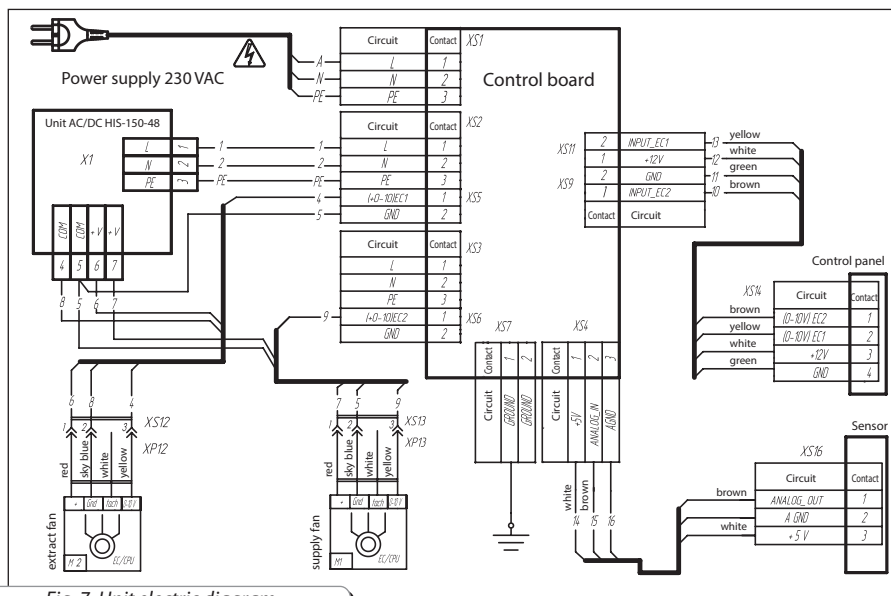 Power supply 230 VAC
A
N
PE
Circuit Contact XS1
L 1
N 2
PE 3
Control board
Unit AC/DC HIS-150-48
X1
L 1
N 2
PE 3
1
2
PE
1
2
PE
4
5
Circuit Contact XS2
L 1
N 2
PE 3
(+0-10)EC1 1 XS5
GND 2
COM COM +V +V
4 5 6 7
8 5 6 7
Circuit Contact XS3
L 1
N 2
PE 3
9 (+0-10)EC2 1 XS6
GND 2
XS11 2 INPUT_EC1 13 yellow
1 +12V 12 white
XS9 2 GND 11 green
1 INPUT_EC2 10 brown
Contact Circuit
Control panel
XS14 Circuit Contact
brown (0-10V) EC2 1
yellow (0-10V) EC1 2
white +12V 3
green GND 4
XS7 XS4
Contact 1 2
Circuit GROUND GROUND
Contact 1 2 3
Circuit +5V ANALOG_IN AGND
white brown
14 15 16
Sensor
XS16
Circuit Contact
brown ANALOG_OUT 1
A GND 2
white +5 V 3
6 8 4
1 2 3 XS12
XP12
red sky blue white yellow
+ Gnd tach 0-10 V
extract fan
M 2 EC/CPU
7 5 9
1 2 3 XS13
XP13
red sky blue white yellow
+ Gnd tach 0-10 V
supply fan
M1 EC/CPU
Fig. 7. Unit electric diagram